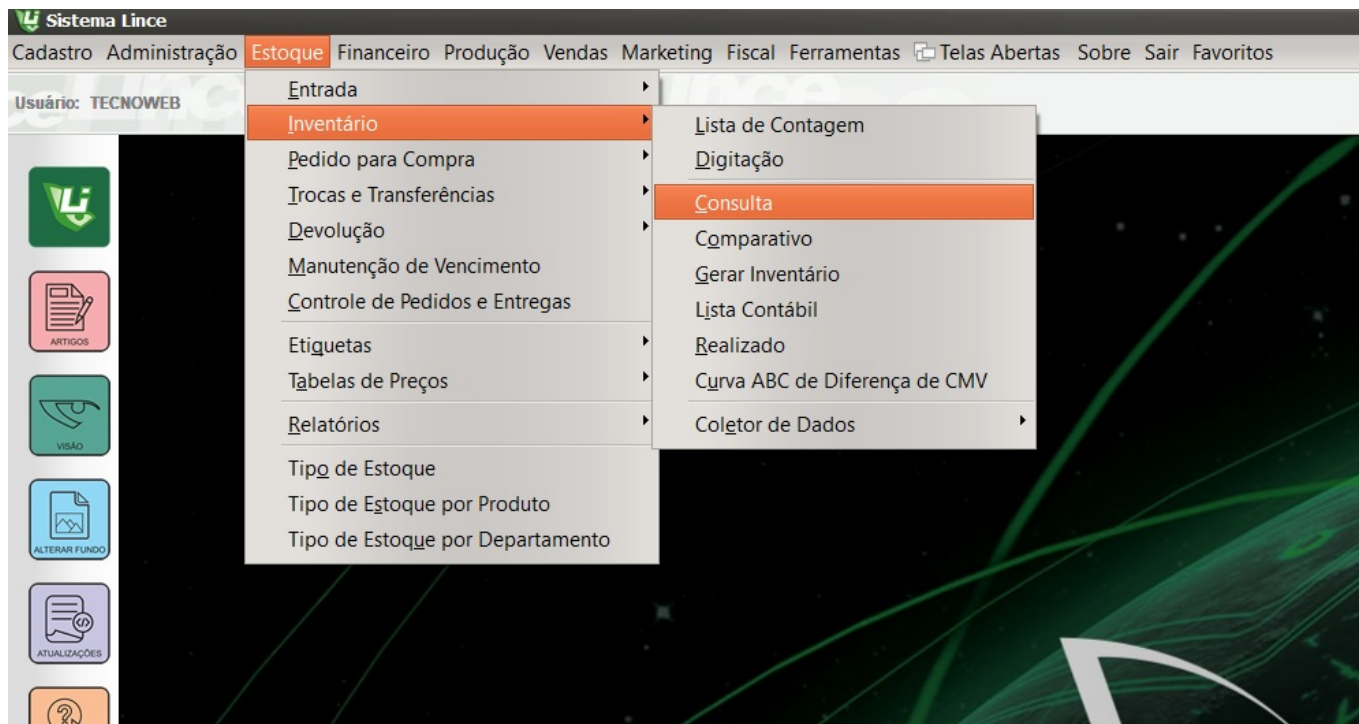 Sistema Lince
Cadastro Administração Estoque Financeiro Produção Vendas Marketing Fiscal Ferramentas Telas Abertas Sobre Sair Favoritos
Usuário: TECNOWEB
Entrada
Inventário
Pedido para Compra
Trocas e Transferências
Devolução
Manutenção de Vencimento
Controle de Pedidos e Entregas
Etiquetas
Tabelas de Preços
Relatórios
Tipo de Estoque
Tipo de Estoque por Produto
Tipo de Estoque por Departamento
Lista de Contagem
Digitação
Consulta
Comparativo
Gerar Inventário
Lista Contábil
Realizado
Curva ABC de Diferença de CMV
Coletor de Dados
Li
ARTIGOS
VISÃO
ALTERAR FUNDO
ATUALIZAÇÕES